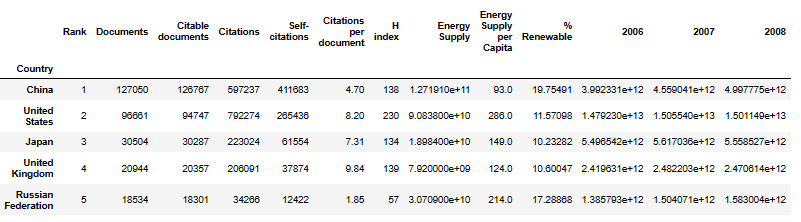 Rank Documents Citable documents Citations Self-citations Citations per document H index Energy Supply Energy Supply per Capita % Renewable 2006 2007 2008
Country
China 1 127050 126767 597237 411683 4.70 138 1.271910e+11 93.0 19.75491 3.992331e+12 4.559041e+12 4.997775e+12
United States 2 96661 94747 792274 265436 8.20 230 9.083800e+10 286.0 11.57098 1.479230e+13 1.505540e+13 1.501149e+13
Japan 3 30504 30287 223024 61554 7.31 134 1.898400e+10 149.0 10.23282 5.496542e+12 5.617036e+12 5.558527e+12
United Kingdom 4 20944 20357 206091 37874 9.84 139 7.920000e+09 124.0 10.60047 2.419631e+12 2.482203e+12 2.470614e+12
Russian Federation 5 18534 18301 34266 12422 1.85 57 3.070900e+10 214.0 17.28868 1.385793e+12 1.504071e+12 1.583004e+12